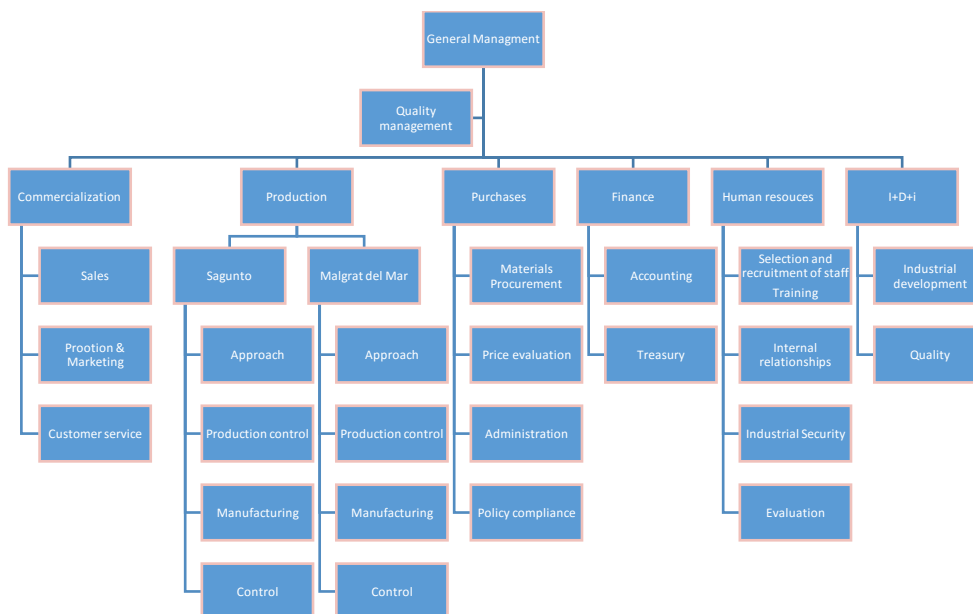 General Managment
Quality
management
Commercialization
Production
Purchases
Finance
Human resouces
I+D+i
Sales
Sagunto
Malgrat del Mar
Materials
Procurement
Accounting
Selection and
recruitment of staff
Training
Industrial
development
Prootion &
Marketing
Approach
Approach
Price evaluation
Treasury
Internal
relationships
Quality
Customer service
Production control
Production control
Administration
Industrial Security
Manufacturing
Manufacturing
Policy compliance
Evaluation
Control
Control